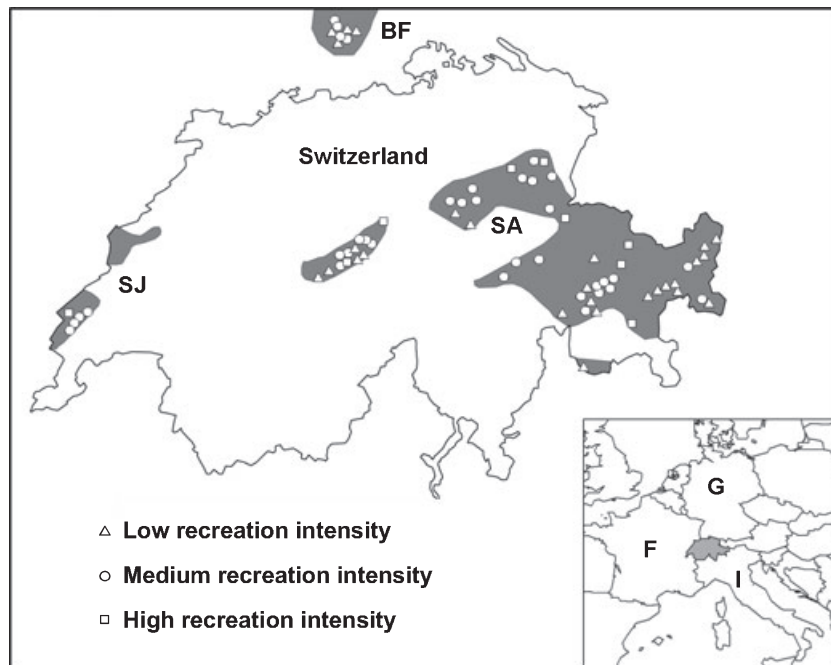 BF
Switzerland
SA
SJ
G
F
I
△ Low recreation intensity
○ Medium recreation intensity
□ High recreation intensity